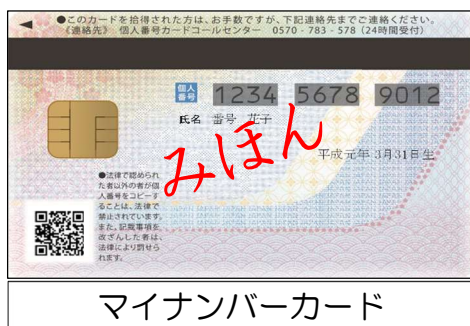 ●このカードを拾得された方は、お手数ですが、下記連絡先までご連絡ください。
《連絡先》 個人番号カードコールセンター 0570-783-578（24時間受付）
個人番号 1234 5678 9012
氏名 番号 花子
みほん
平成元年 3月31日生
●法律で認められ
た者以外の者が個
人番号をコピーす
ることは、法律で
禁止されています。
また、記載事項を
改ざんした者は、
法律により罰せら
れます。
マイナンバーカード